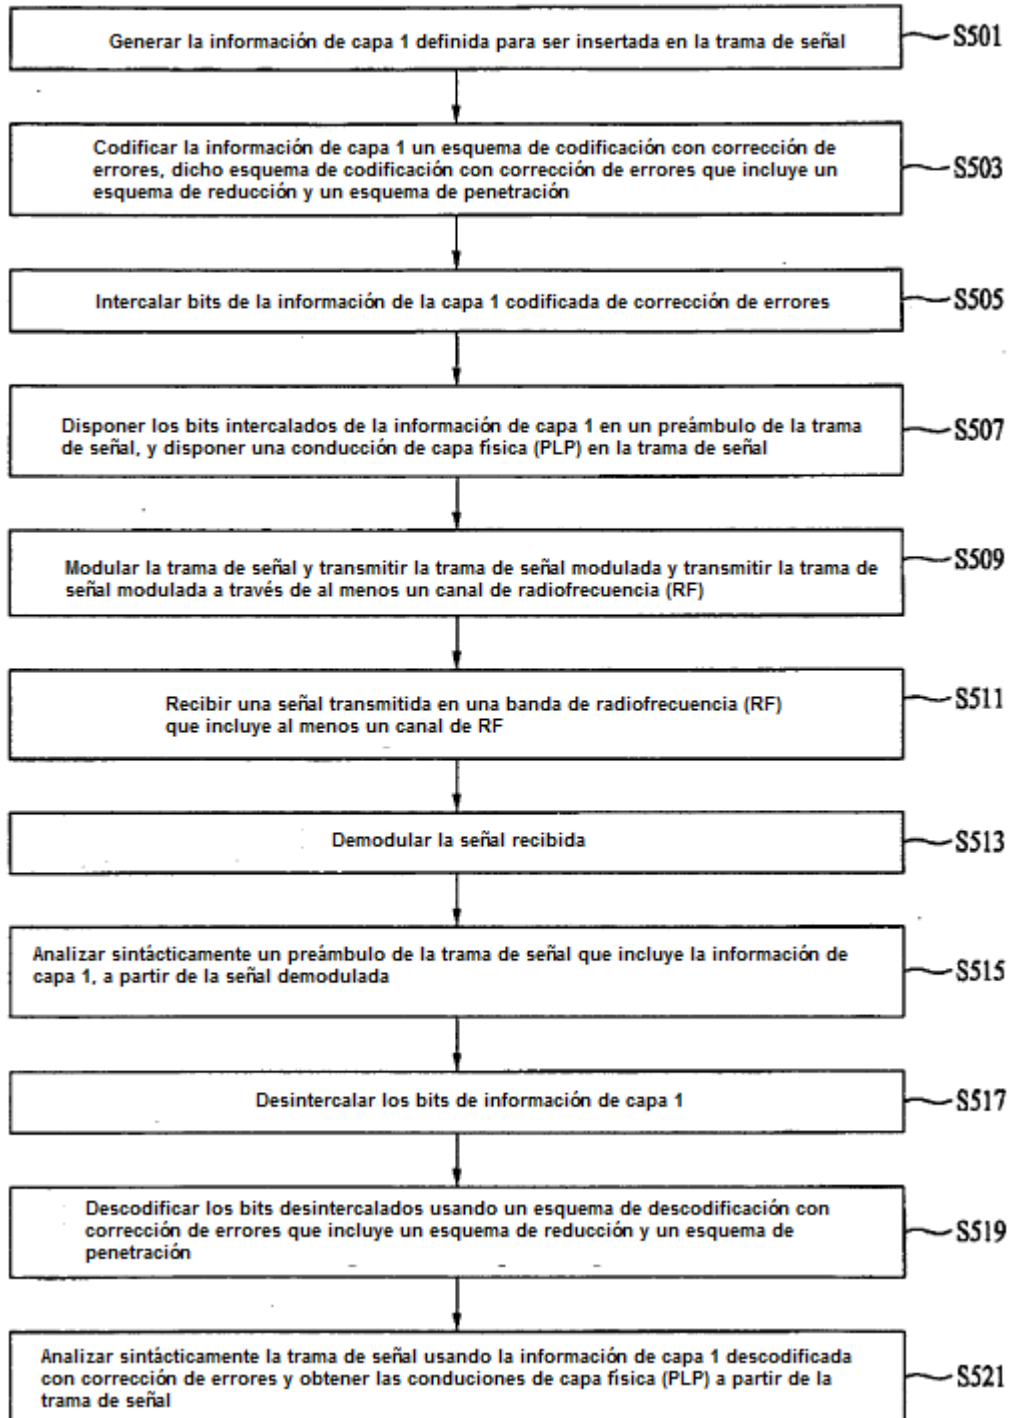 Generar la información de capa 1 definida para ser insertada en la trama de señal
S501
Codificar la información de capa 1 un esquema de codificación con corrección de
errores, dicho esquema de codificación con corrección de errores que incluye un
esquema de reducción y un esquema de penetración
S503
Intercalar bits de la información de la capa 1 codificada de corrección de errores
S505
Disponer los bits intercalados de la información de capa 1 en un preámbulo de la trama
de señal, y disponer una conducción de capa física (PLP) en la trama de señal
S507
Modular la trama de señal y transmitir la trama de señal modulada y transmitir la trama de
señal modulada a través de al menos un canal de radiofrecuencia (RF)
S509
Recibir una señal transmitida en una banda de radiofrecuencia (RF)
que incluye al menos un canal de RF
S511
Demodular la señal recibida
S513
Analizar sintácticamente un preámbulo de la trama de señal que incluye la información de
capa 1, a partir de la señal demodulada
S515
Desintercalar los bits de información de capa 1
S517
Descodificar los bits desintercalados usando un esquema de descodificación con
corrección de errores que incluye un esquema de reducción y un esquema de
penetración
S519
Analizar sintácticamente la trama de señal usando la información de capa 1 descodificada
con corrección de errores y obtener las conduciones de capa física (PLP) a partir de la
trama de señal
S521